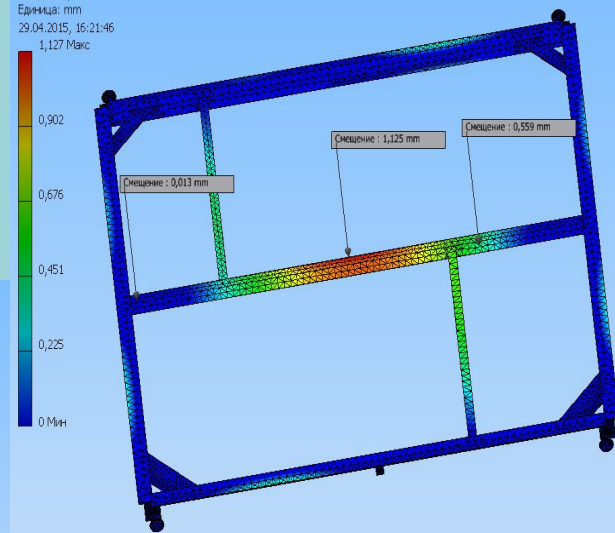 Единица: mm
29.04.2015, 16:21:46
1,127 Макс
0,902
0,676
0,451
0,225
0 Мин
Смещение : 1,125 mm
Смещение : 0,559 mm
Смещение : 0,013 mm